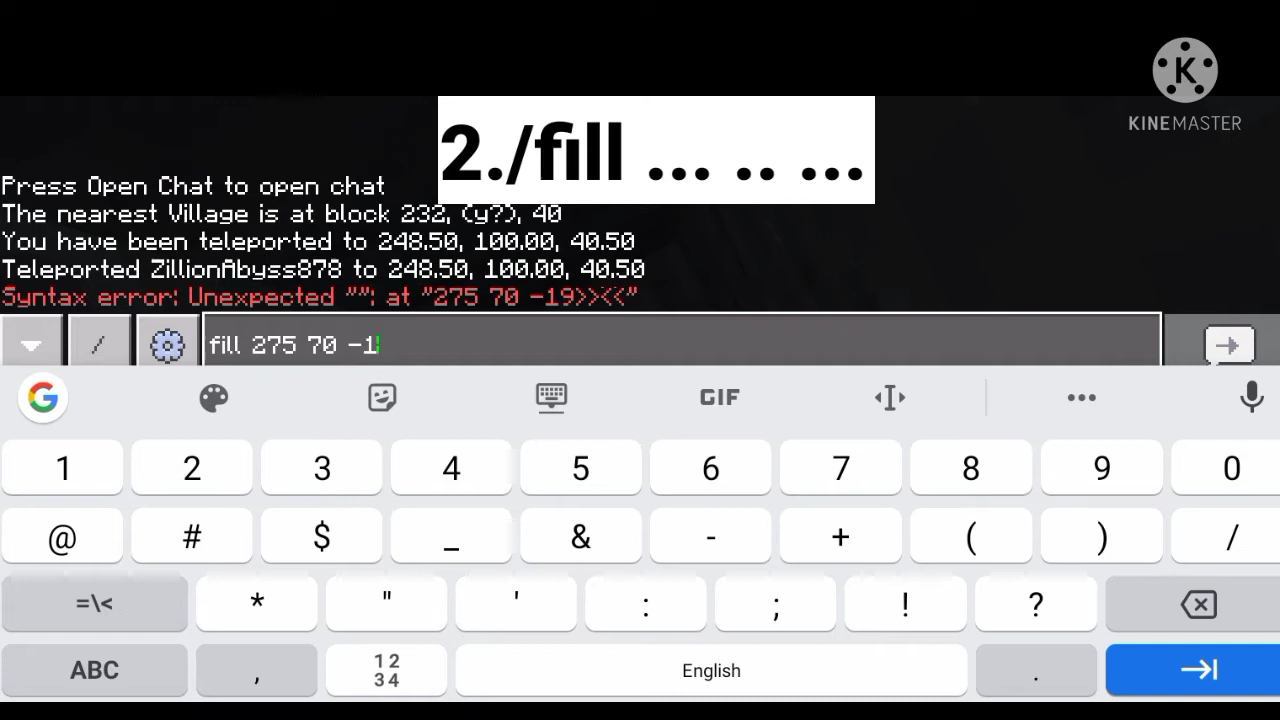 KINEMASTER
2./fill ... .. ...
Press Open Chat to open chat
The nearest Village is at block 232, (y?), 40
You have been teleported to 248.50, 100.00, 40.50
Teleported ZillionAbyss878 to 248.50, 100.00, 40.50
Syntax error: Unexpected "": at "275 70 -19>><<"
/ fill 275 70 -1
G GIF ...
1 2 3 4 5 6 7 8 9 0
@ # $ _ & - + ( ) /
=\< * " ' : ; ! ?
ABC , 12 34 English .